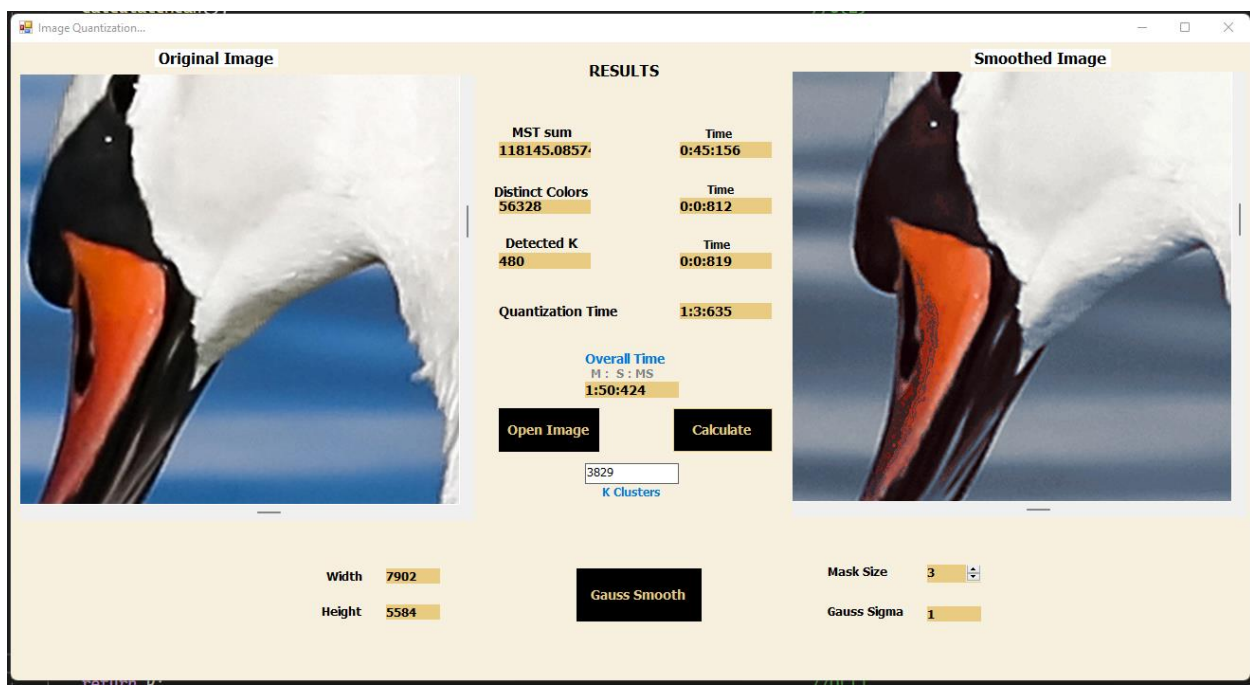 Image Quantization...
Original Image
RESULTS
Smoothed Image
MST sum
Time
118145.08574
0:45:156
Distinct Colors
Time
56328
0:0:812
Detected K
Time
480
0:0:819
Quantization Time
1:3:635
Overall Time
M : S : MS
1:50:424
Open Image
Calculate
3829
K Clusters
Width
7902
Height
5584
Gauss Smooth
Mask Size
3
Gauss Sigma
1